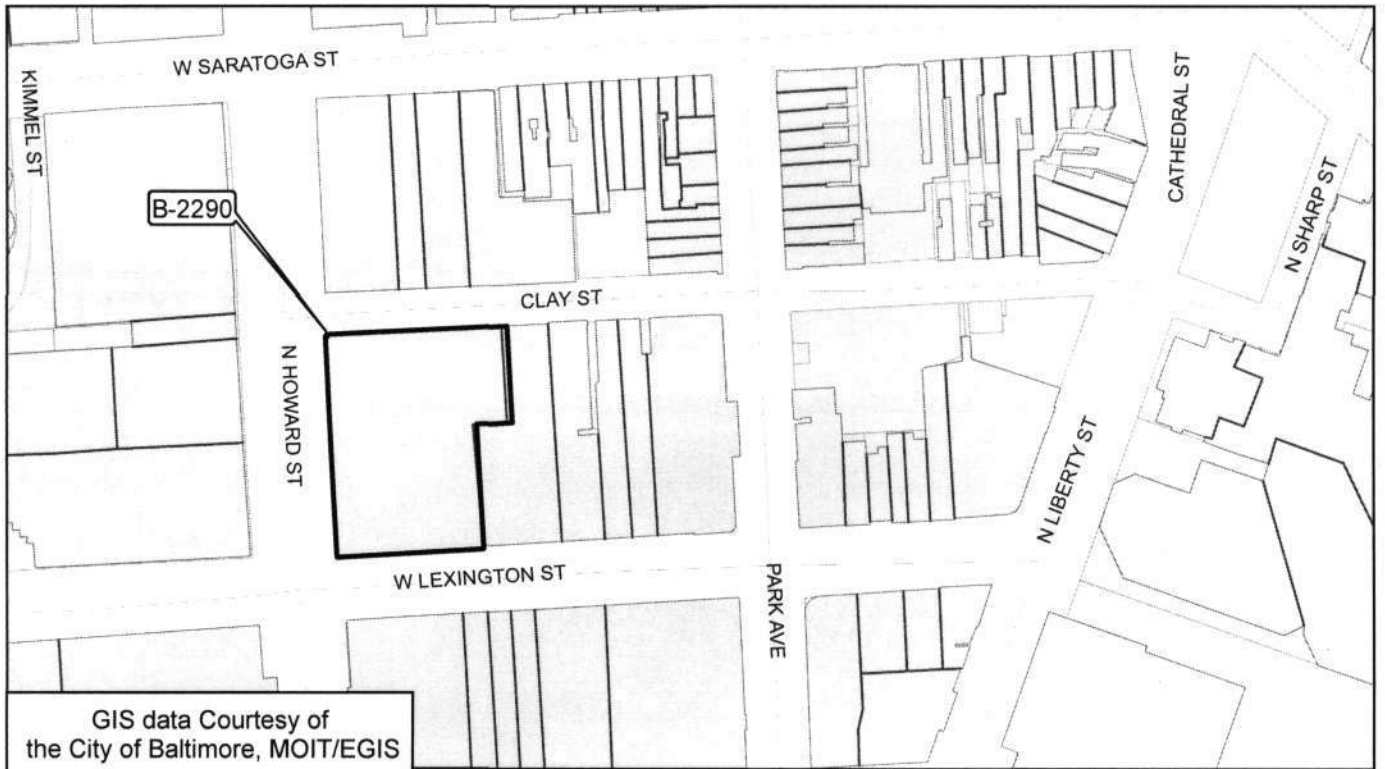 W SARATOGA ST
KIMMEL ST
CATHEDRAL ST
N SHARP ST
B-2290
CLAY ST
N HOWARD ST
N LIBERTY ST
W LEXINGTON ST
PARK AVE
GIS data Courtesy of
the City of Baltimore, MOIT/EGIS